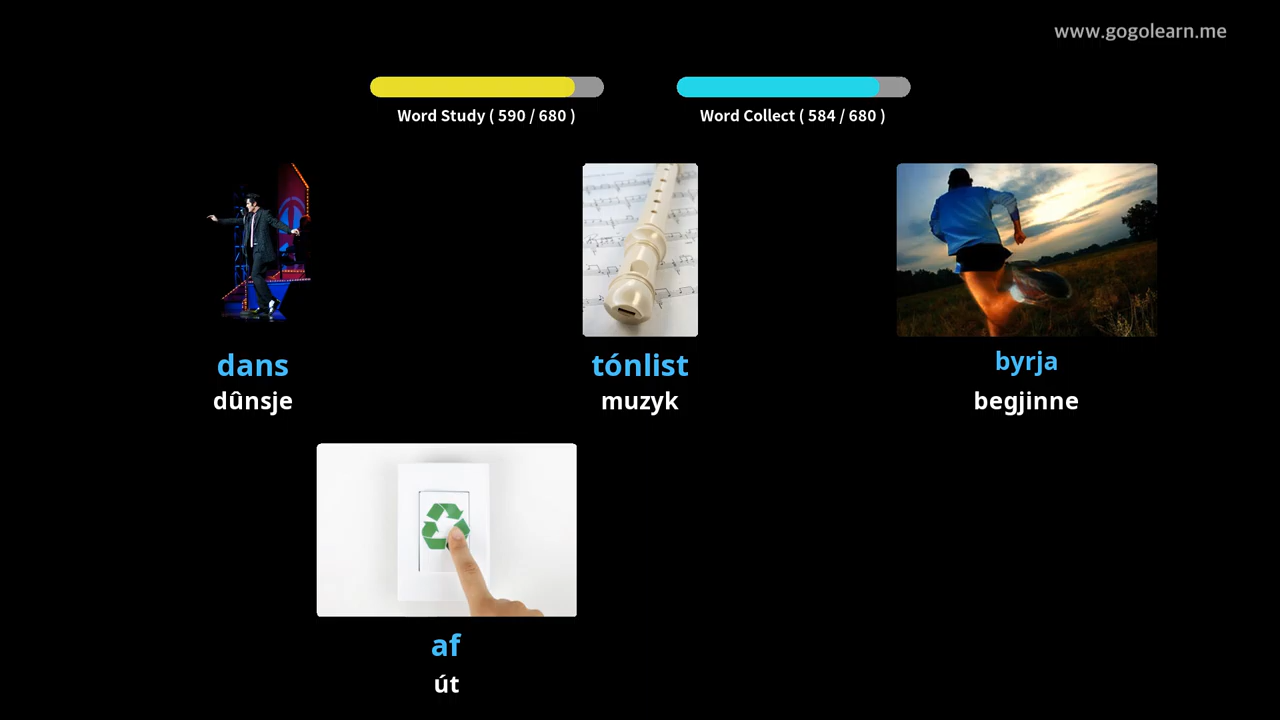 www.gogolearn.me
Word Study ( 590 / 680 )
Word Collect ( 584 / 680 )
dans
dûnsje
tónlist
muzyk
byrja
begjinne
af
út